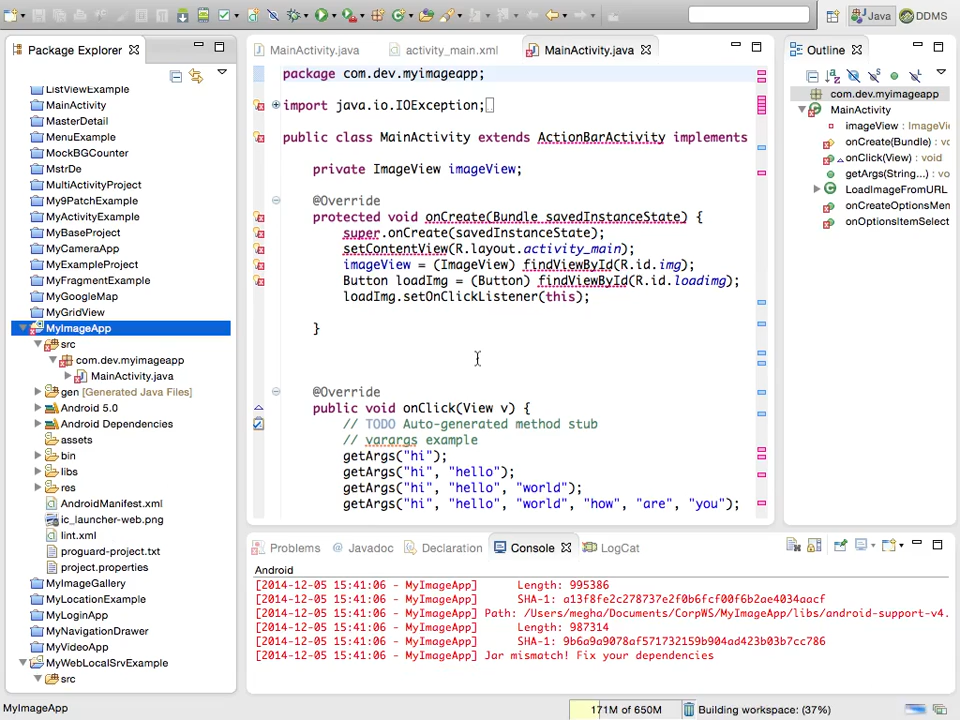 Java
DDMS
Package Explorer
ListViewExample
MainActivity
MasterDetail
MenuExample
MockBGCounter
MstrDe
MultiActivityProject
My9PatchExample
MyActivityExample
MyBaseProject
MyCameraApp
MyExampleProject
MyFragmentExample
MyGoogleMap
MyGridView
MyImageApp
src
com.dev.myimageapp
MainActivity.java
gen [Generated Java Files]
Android 5.0
Android Dependencies
assets
bin
libs
res
AndroidManifest.xml
ic_launcher-web.png
lint.xml
proguard-project.txt
project.properties
MyImageGallery
MyLocationExample
MyLoginApp
MyNavigationDrawer
MyVideoApp
MyWebLocalSrvExample
src
MainActivity.java
activity_main.xml
MainActivity.java
package com.dev.myimageapp;
import java.io.IOException;
public class MainActivity extends ActionBarActivity implements
private ImageView imageView;
@Override
protected void onCreate(Bundle savedInstanceState) {
super.onCreate(savedInstanceState);
setContentView(R.layout.activity_main);
imageView = (ImageView) findViewById(R.id.img);
Button loadImg = (Button) findViewById(R.id.loadimg);
loadImg.setOnClickListener(this);
}
@Override
public void onClick(View v) {
// TODO Auto-generated method stub
// varargs example
getArgs("hi");
getArgs("hi", "hello");
getArgs("hi", "hello", "world");
getArgs("hi", "hello", "world", "how", "are", "you");
Outline
com.dev.myimageapp
MainActivity
imageView : ImageVi
onCreate(Bundle) : vo
onClick(View) : void
getArgs(String...) : vo
LoadImageFromURL
onCreateOptionsMen
onOptionsItemSelect
Problems
Javadoc
Declaration
Console
LogCat
Android
[2014-12-05 15:41:06 - MyImageApp] Length: 995386
[2014-12-05 15:41:06 - MyImageApp] SHA-1: a13f8fe2c278737e2f0b6fcf00f6b2ae4034aacf
[2014-12-05 15:41:06 - MyImageApp] Path: /Users/megha/Documents/CorpWS/MyImageApp/libs/android-support-v4.
[2014-12-05 15:41:06 - MyImageApp] Length: 987314
[2014-12-05 15:41:06 - MyImageApp] SHA-1: 9b6a9a9078af571732159b904ad423b03b7cc786
[2014-12-05 15:41:06 - MyImageApp] Jar mismatch! Fix your dependencies
MyImageApp
171M of 650M
Building workspace: (37%)